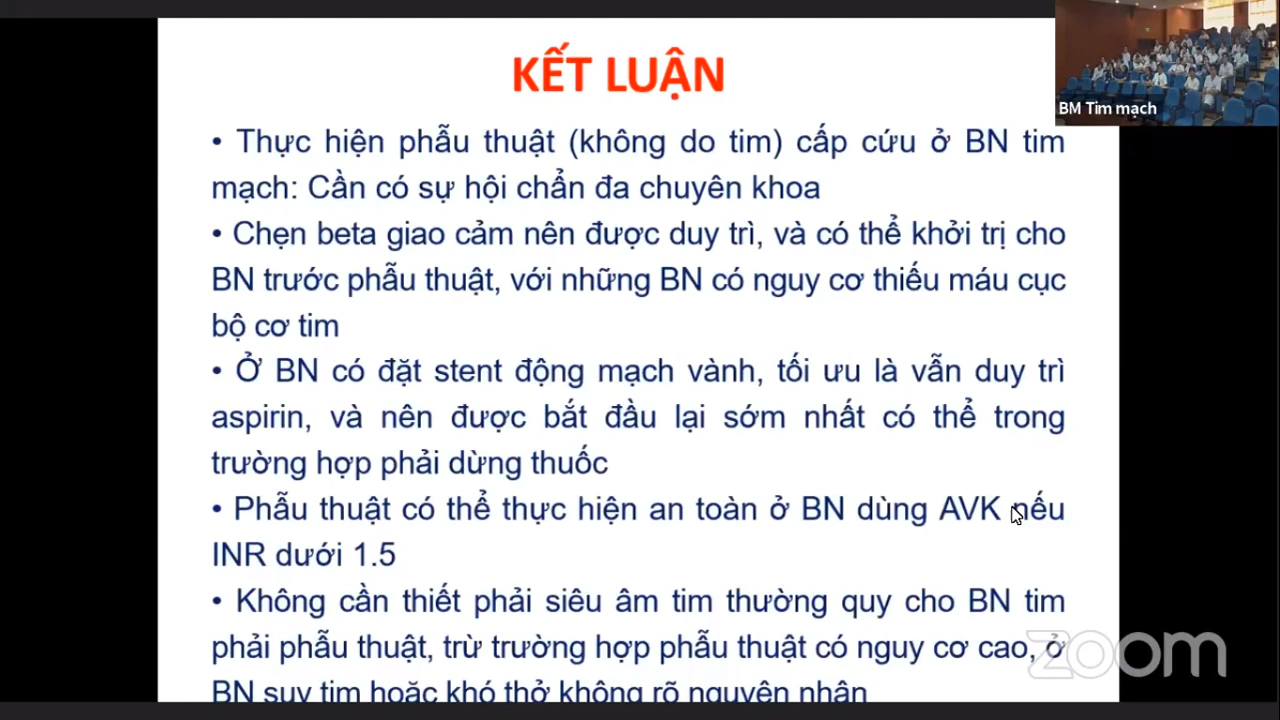 KẾT LUẬN
BM Tim mạch
• Thực hiện phẫu thuật (không do tim) cấp cứu ở BN tim
mạch: Cần có sự hội chẩn đa chuyên khoa
• Chẹn beta giao cảm nên được duy trì, và có thể khởi trị cho
BN trước phẫu thuật, với những BN có nguy cơ thiếu máu cục
bộ cơ tim
• Ở BN có đặt stent động mạch vành, tối ưu là vẫn duy trì
aspirin, và nên được bắt đầu lại sớm nhất có thể trong
trường hợp phải dừng thuốc
• Phẫu thuật có thể thực hiện an toàn ở BN dùng AVK nếu
INR dưới 1.5
• Không cần thiết phải siêu âm tim thường quy cho BN tim
phải phẫu thuật, trừ trường hợp phẫu thuật có nguy cơ cao, ở
BN suy tim hoặc khó thở không rõ nguyên nhân
zoom